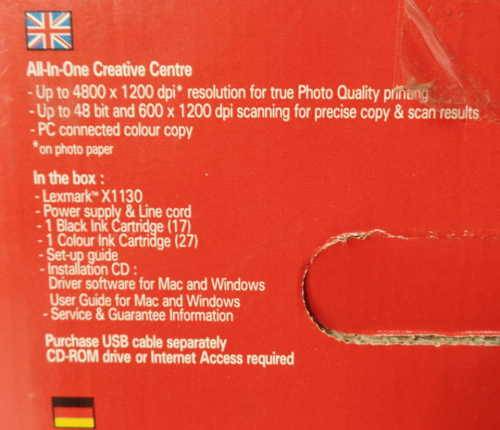 All-In-One Creative Centre
- Up to 4800 x 1200 dpi* resolution for true Photo Quality printing
- Up to 48 bit and 600 x 1200 dpi scanning for precise copy & scan results
- PC connected colour copy
*on photo paper
In the box :
- Lexmark™ X1130
- Power supply & Line cord
- 1 Black Ink Cartridge (17)
- 1 Colour Ink Cartridge (27)
- Set-up guide
- Installation CD :
Driver software for Mac and Windows
User Guide for Mac and Windows
- Service & Guarantee Information
Purchase USB cable separately
CD-ROM drive or Internet Access required